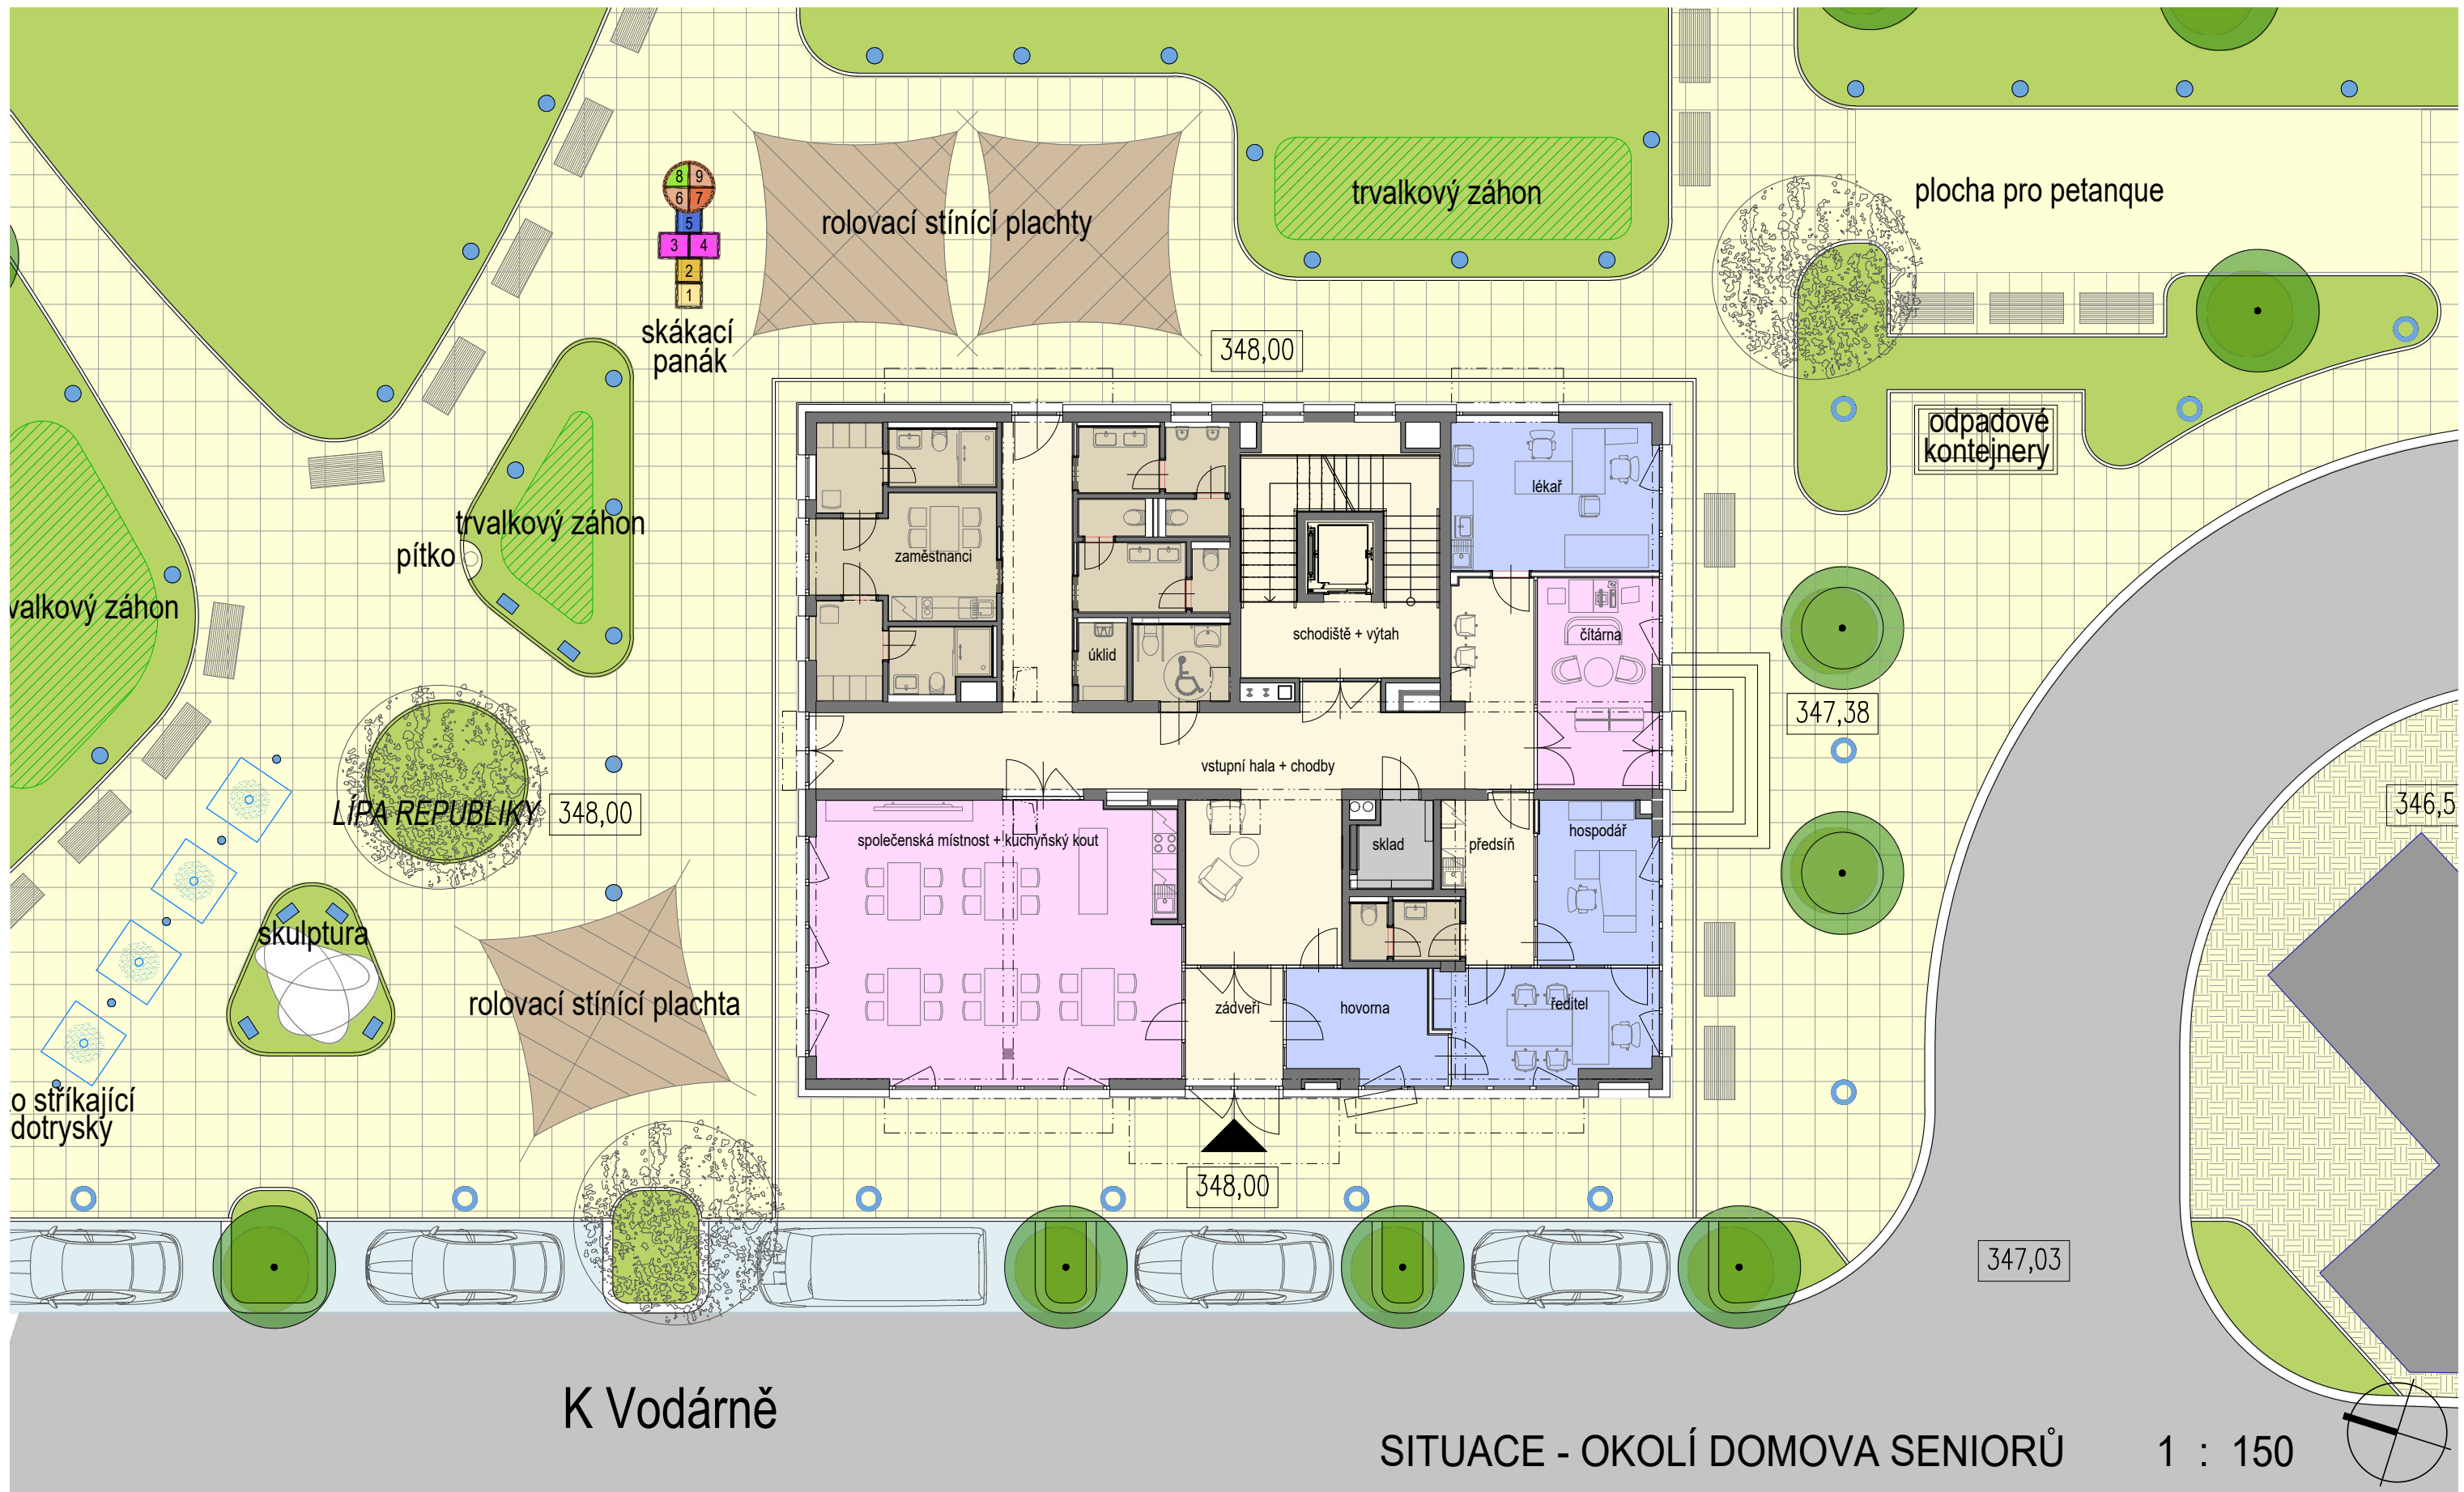 8 9
6 7
5
3 4
2
1
skákací
panák
rolovací stínící plachty
trvalkový záhon
plocha pro petanque
348,00
odpadové
kontejnery
trvalkový záhon
pítko
valkový záhon
zaměstnanci
lékař
schodiště + výtah
čítárna
úklid
347,38
vstupní hala + chodby
LÍPA REPUBLIKY
348,00
346,5
společenská místnost + kuchyňský kout
sklad
předsíň
hospodář
skulptura
rolovací stínící plachta
zádveří
hovorna
ředitel
o stříkající
dotrysky
348,00
347,03
K Vodárně
SITUACE - OKOLÍ DOMOVA SENIORŮ 1 : 150